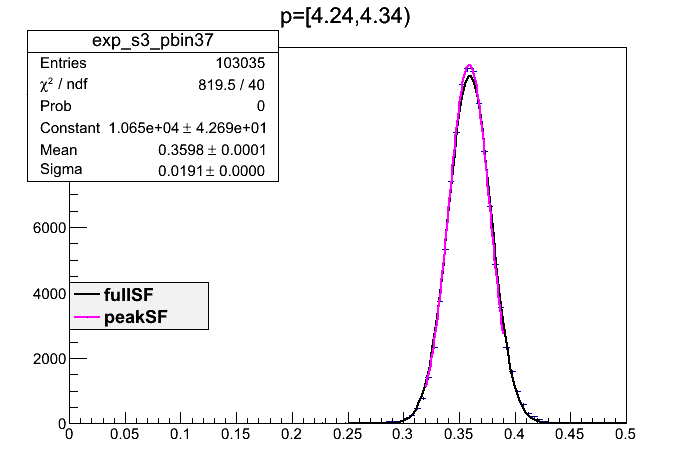 p=[4.24,4.34)
exp_s3_pbin37
Entries 103035
χ² / ndf 819.5 / 40
Prob 0
Constant 1.065e+04 ± 4.269e+01
Mean 0.3598 ± 0.0001
Sigma 0.0191 ± 0.0000
6000
4000
fullSF
peakSF
2000
0
0 0.05 0.1 0.15 0.2 0.25 0.3 0.35 0.4 0.45 0.5